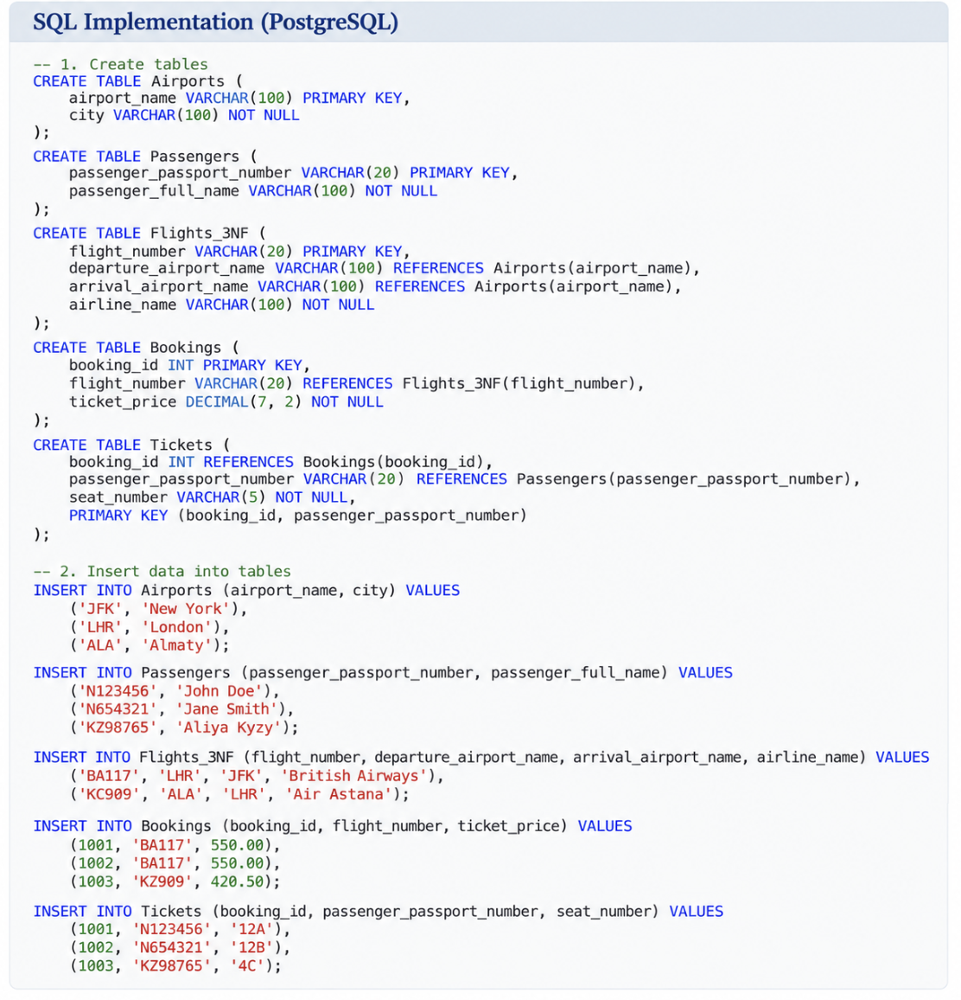 SQL Implementation (PostgreSQL)
-- 1. Create tables
CREATE TABLE Airports (
    airport_name VARCHAR(100) PRIMARY KEY,
    city VARCHAR(100) NOT NULL
);
CREATE TABLE Passengers (
    passenger_passport_number VARCHAR(20) PRIMARY KEY,
    passenger_full_name VARCHAR(100) NOT NULL
);
CREATE TABLE Flights_3NF (
    flight_number VARCHAR(20) PRIMARY KEY,
    departure_airport_name VARCHAR(100) REFERENCES Airports(airport_name),
    arrival_airport_name VARCHAR(100) REFERENCES Airports(airport_name),
    airline_name VARCHAR(100) NOT NULL
);
CREATE TABLE Bookings (
    booking_id INT PRIMARY KEY,
    flight_number VARCHAR(20) REFERENCES Flights_3NF(flight_number),
    ticket_price DECIMAL(7, 2) NOT NULL
);
CREATE TABLE Tickets (
    booking_id INT REFERENCES Bookings(booking_id),
    passenger_passport_number VARCHAR(20) REFERENCES Passengers(passenger_passport_number),
    seat_number VARCHAR(5) NOT NULL,
    PRIMARY KEY (booking_id, passenger_passport_number)
);
-- 2. Insert data into tables
INSERT INTO Airports (airport_name, city) VALUES
    ('JFK', 'New York'),
    ('LHR', 'London'),
    ('ALA', 'Almaty');
INSERT INTO Passengers (passenger_passport_number, passenger_full_name) VALUES
    ('N123456', 'John Doe'),
    ('N654321', 'Jane Smith'),
    ('KZ98765', 'Aliya Kyzy');
INSERT INTO Flights_3NF (flight_number, departure_airport_name, arrival_airport_name, airline_name) VALUES
    ('BA117', 'LHR', 'JFK', 'British Airways'),
    ('KC909', 'ALA', 'LHR', 'Air Astana');
INSERT INTO Bookings (booking_id, flight_number, ticket_price) VALUES
    (1001, 'BA117', 550.00),
    (1002, 'BA117', 550.00),
    (1003, 'KZ909', 420.50);
INSERT INTO Tickets (booking_id, passenger_passport_number, seat_number) VALUES
    (1001, 'N123456', '12A'),
    (1002, 'N654321', '12B'),
    (1003, 'KZ98765', '4C');